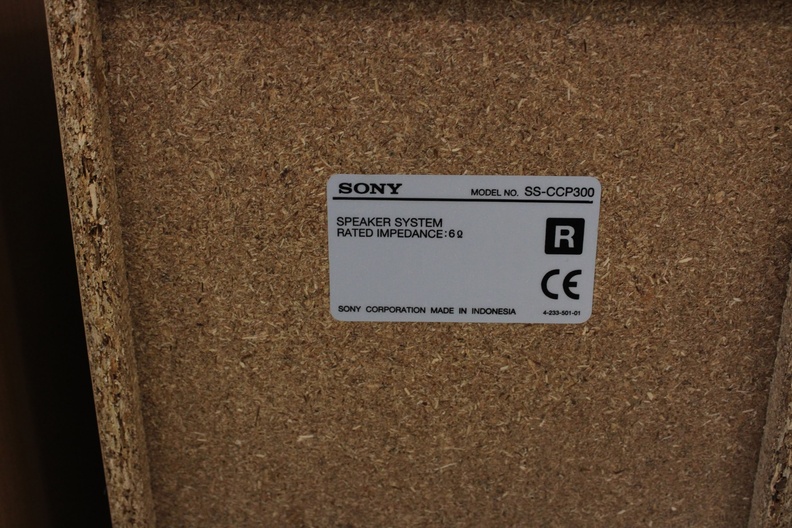 SONY MODEL NO. SS-CCP300
SPEAKER SYSTEM
RATED IMPEDANCE:6Ω
R
CE
SONY CORPORATION MADE IN INDONESIA 4-233-501-01